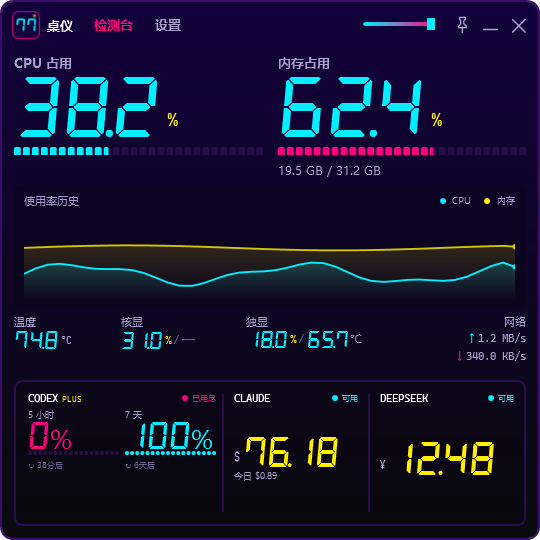 桌仪 检测台 设置
CPU 占用 内存占用
38.2 % 62.4 %
19.5 GB / 31.2 GB
使用率历史 CPU 内存
温度 核显 独显 网络
74.8 °C 31.0 % / — 18.0 % / 65.7 °C ↑ 1.2 MB/s
↓ 340.0 KB/s
CODEX PLUS 已用尽 CLAUDE 可用 DEEPSEEK 可用
5 小时 7 天
0% 100% $ 76.18 ¥ 12.48
↻ 38分后 ↻ 6天后 今日 $0.89